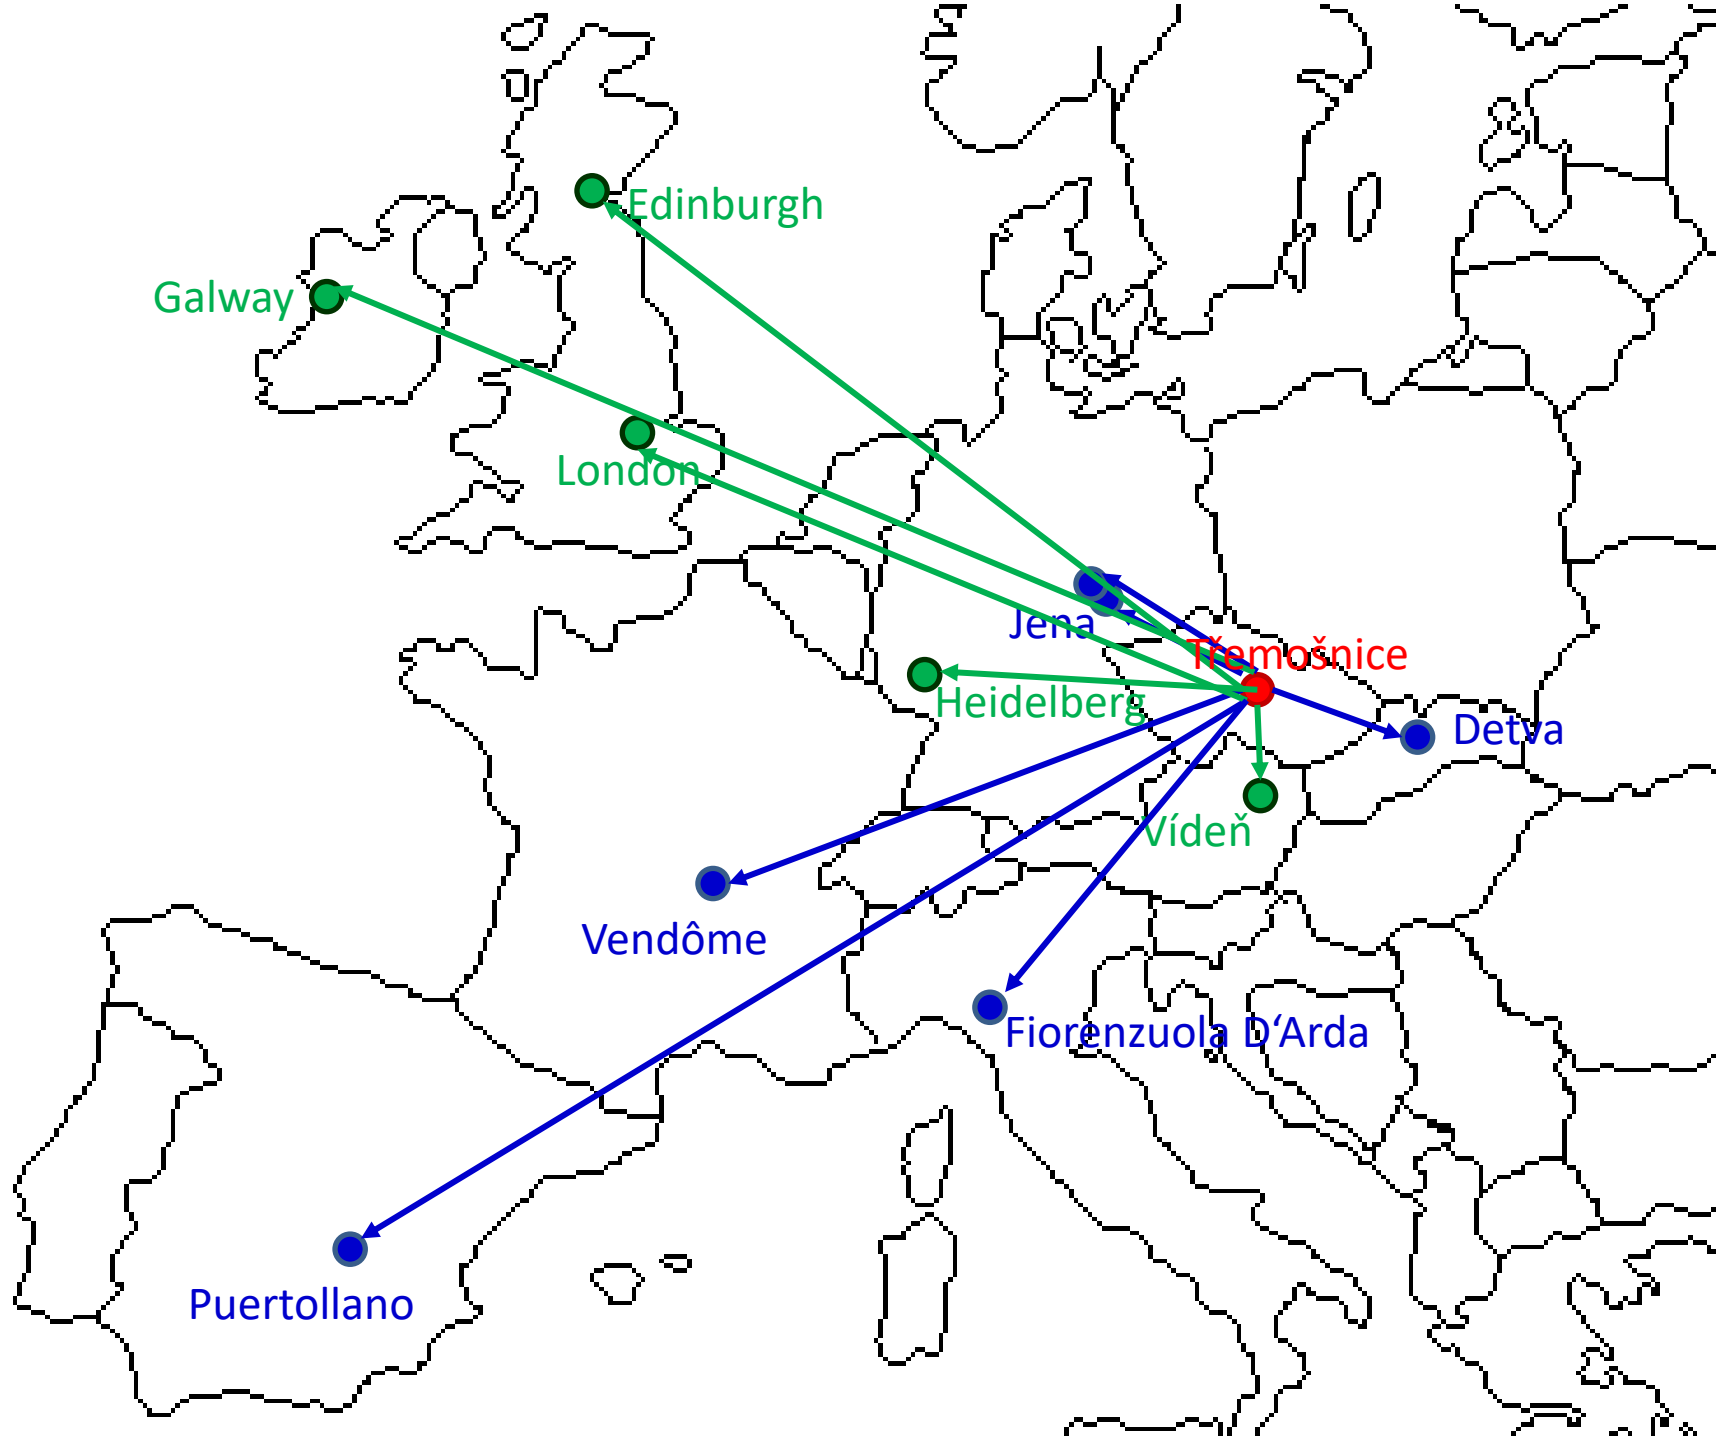 Edinburgh
Galway
London
Jena
Třemošnice
Heidelberg
Detva
Vídeň
Vendôme
Fiorenzuola D‘Arda
Puertollano